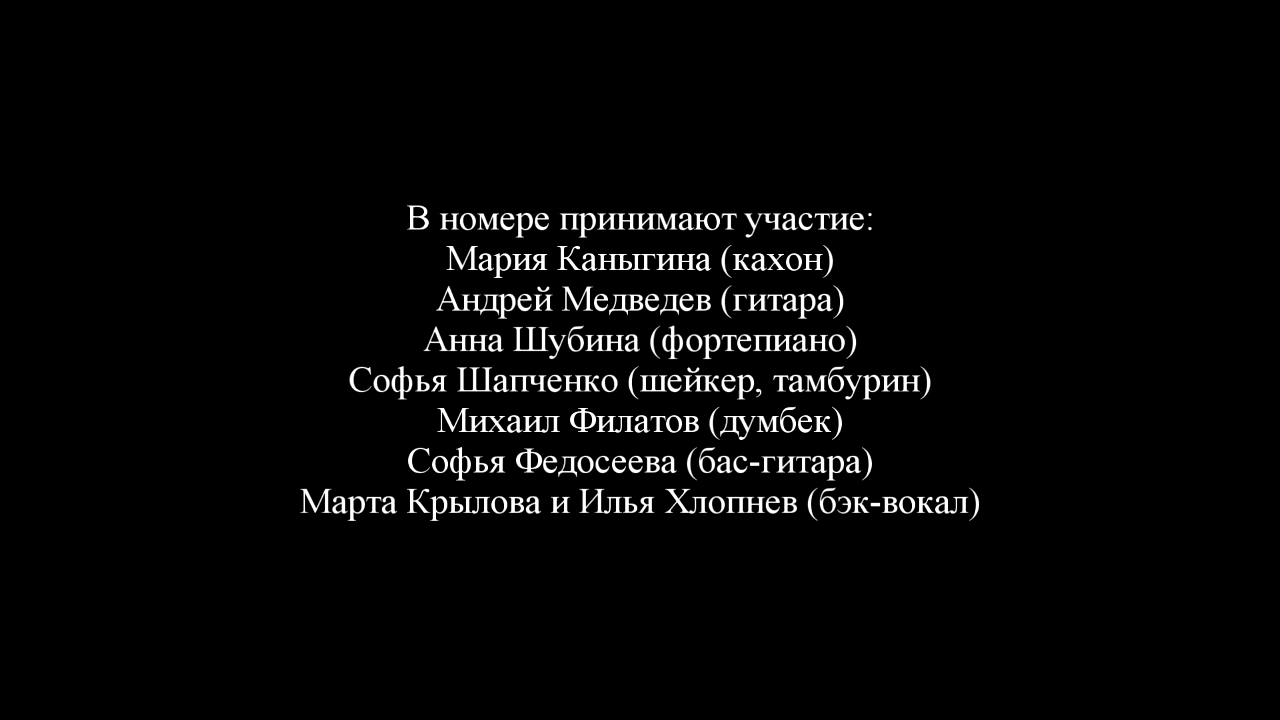 В номере принимают участие:
Мария Каныгина (кахон)
Андрей Медведев (гитара)
Анна Шубина (фортепиано)
Софья Шапченко (шейкер, тамбурин)
Михаил Филатов (думбек)
Софья Федосеева (бас-гитара)
Марта Крылова и Илья Хлопнев (бэк-вокал)